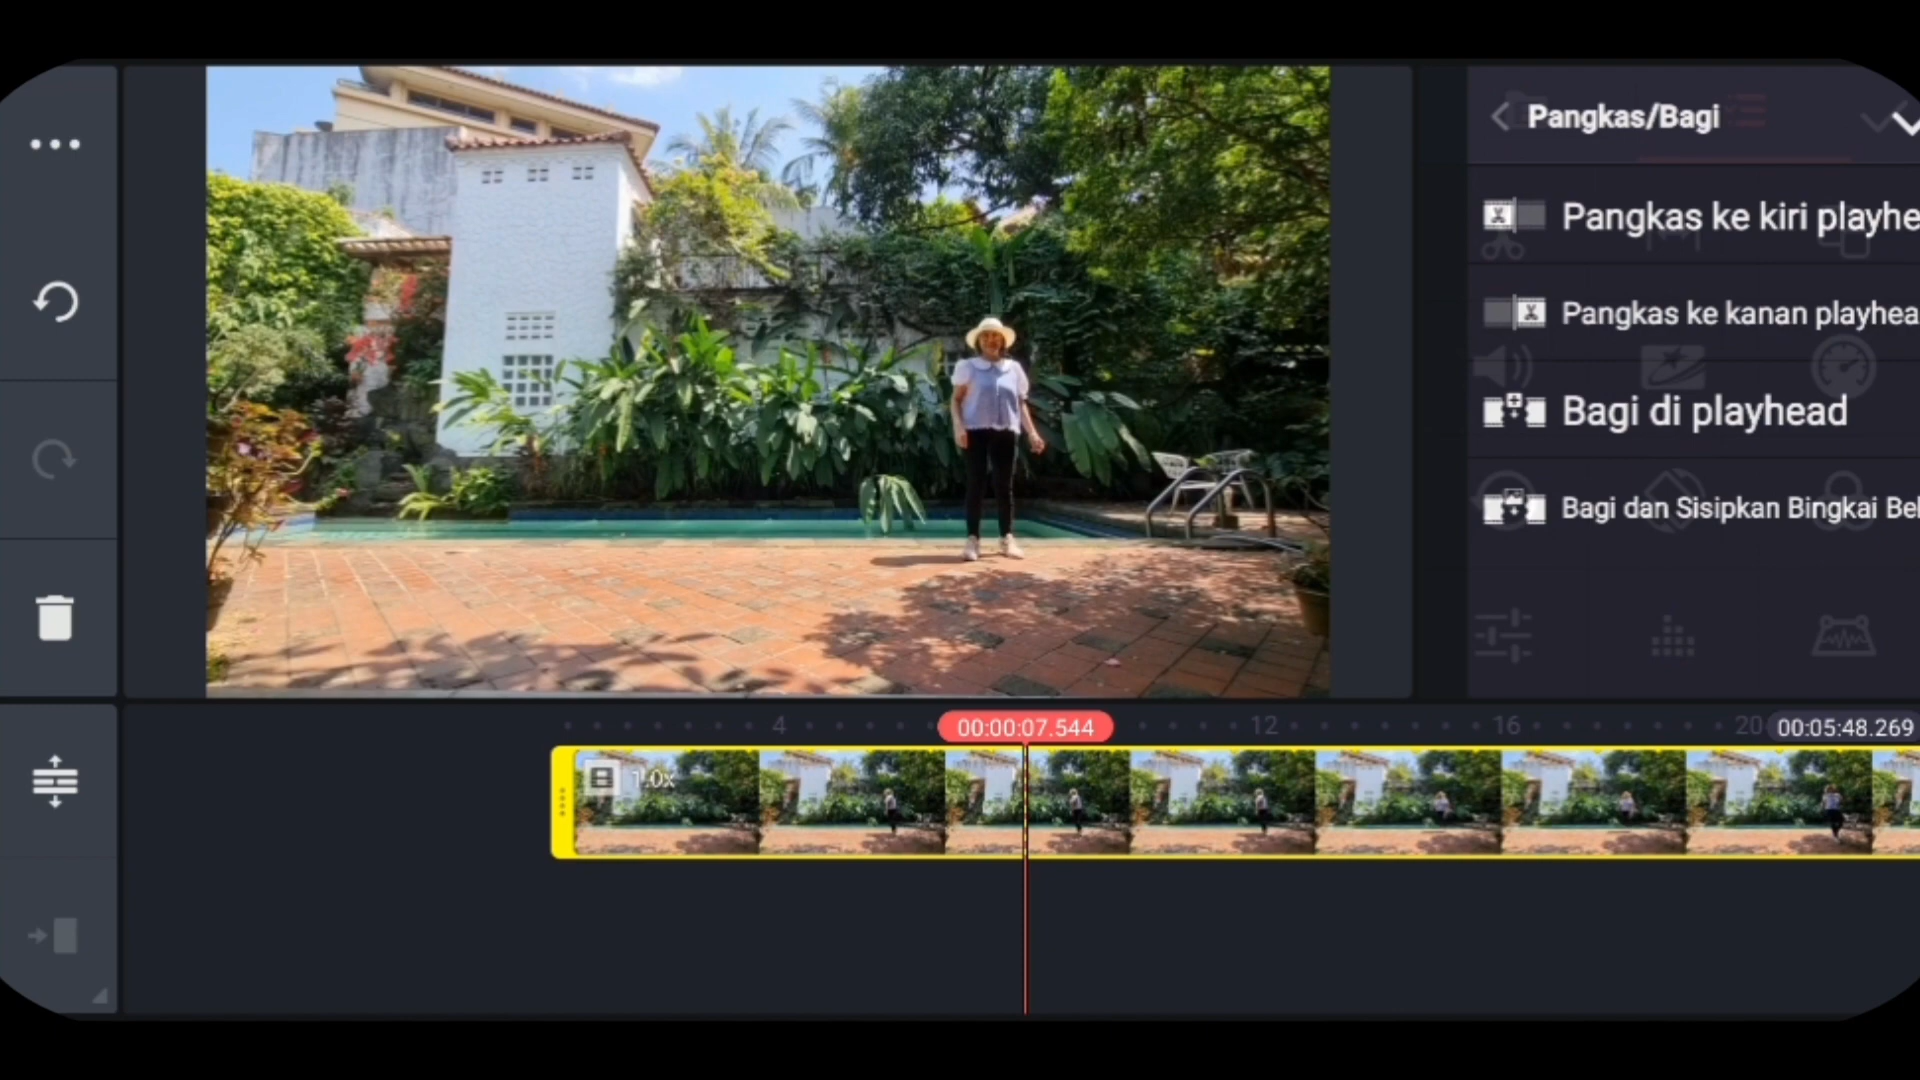 Pangkas/Bagi
Pangkas ke kiri playhe
Pangkas ke kanan playhea
Bagi di playhead
Bagi dan Sisipkan Bingkai Bel
4
00:00:07.544
12
16
20
00:05:48.269
1.0x